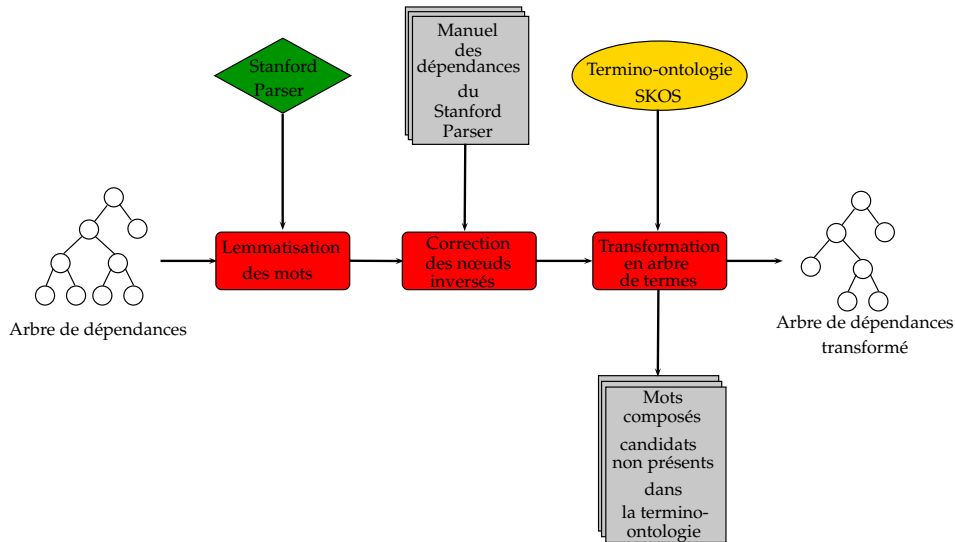 Stanford
Parser
Manuel
des
dépendances
du
Stanford
Parser
Termino-ontologie
SKOS
Lemmatisation
des mots
Correction
des nœuds
inversés
Transformation
en arbre
de termes
Arbre de dépendances
Arbre de dépendances
transformé
Mots
composés
candidats
non présents
dans
la termino-
ontologie